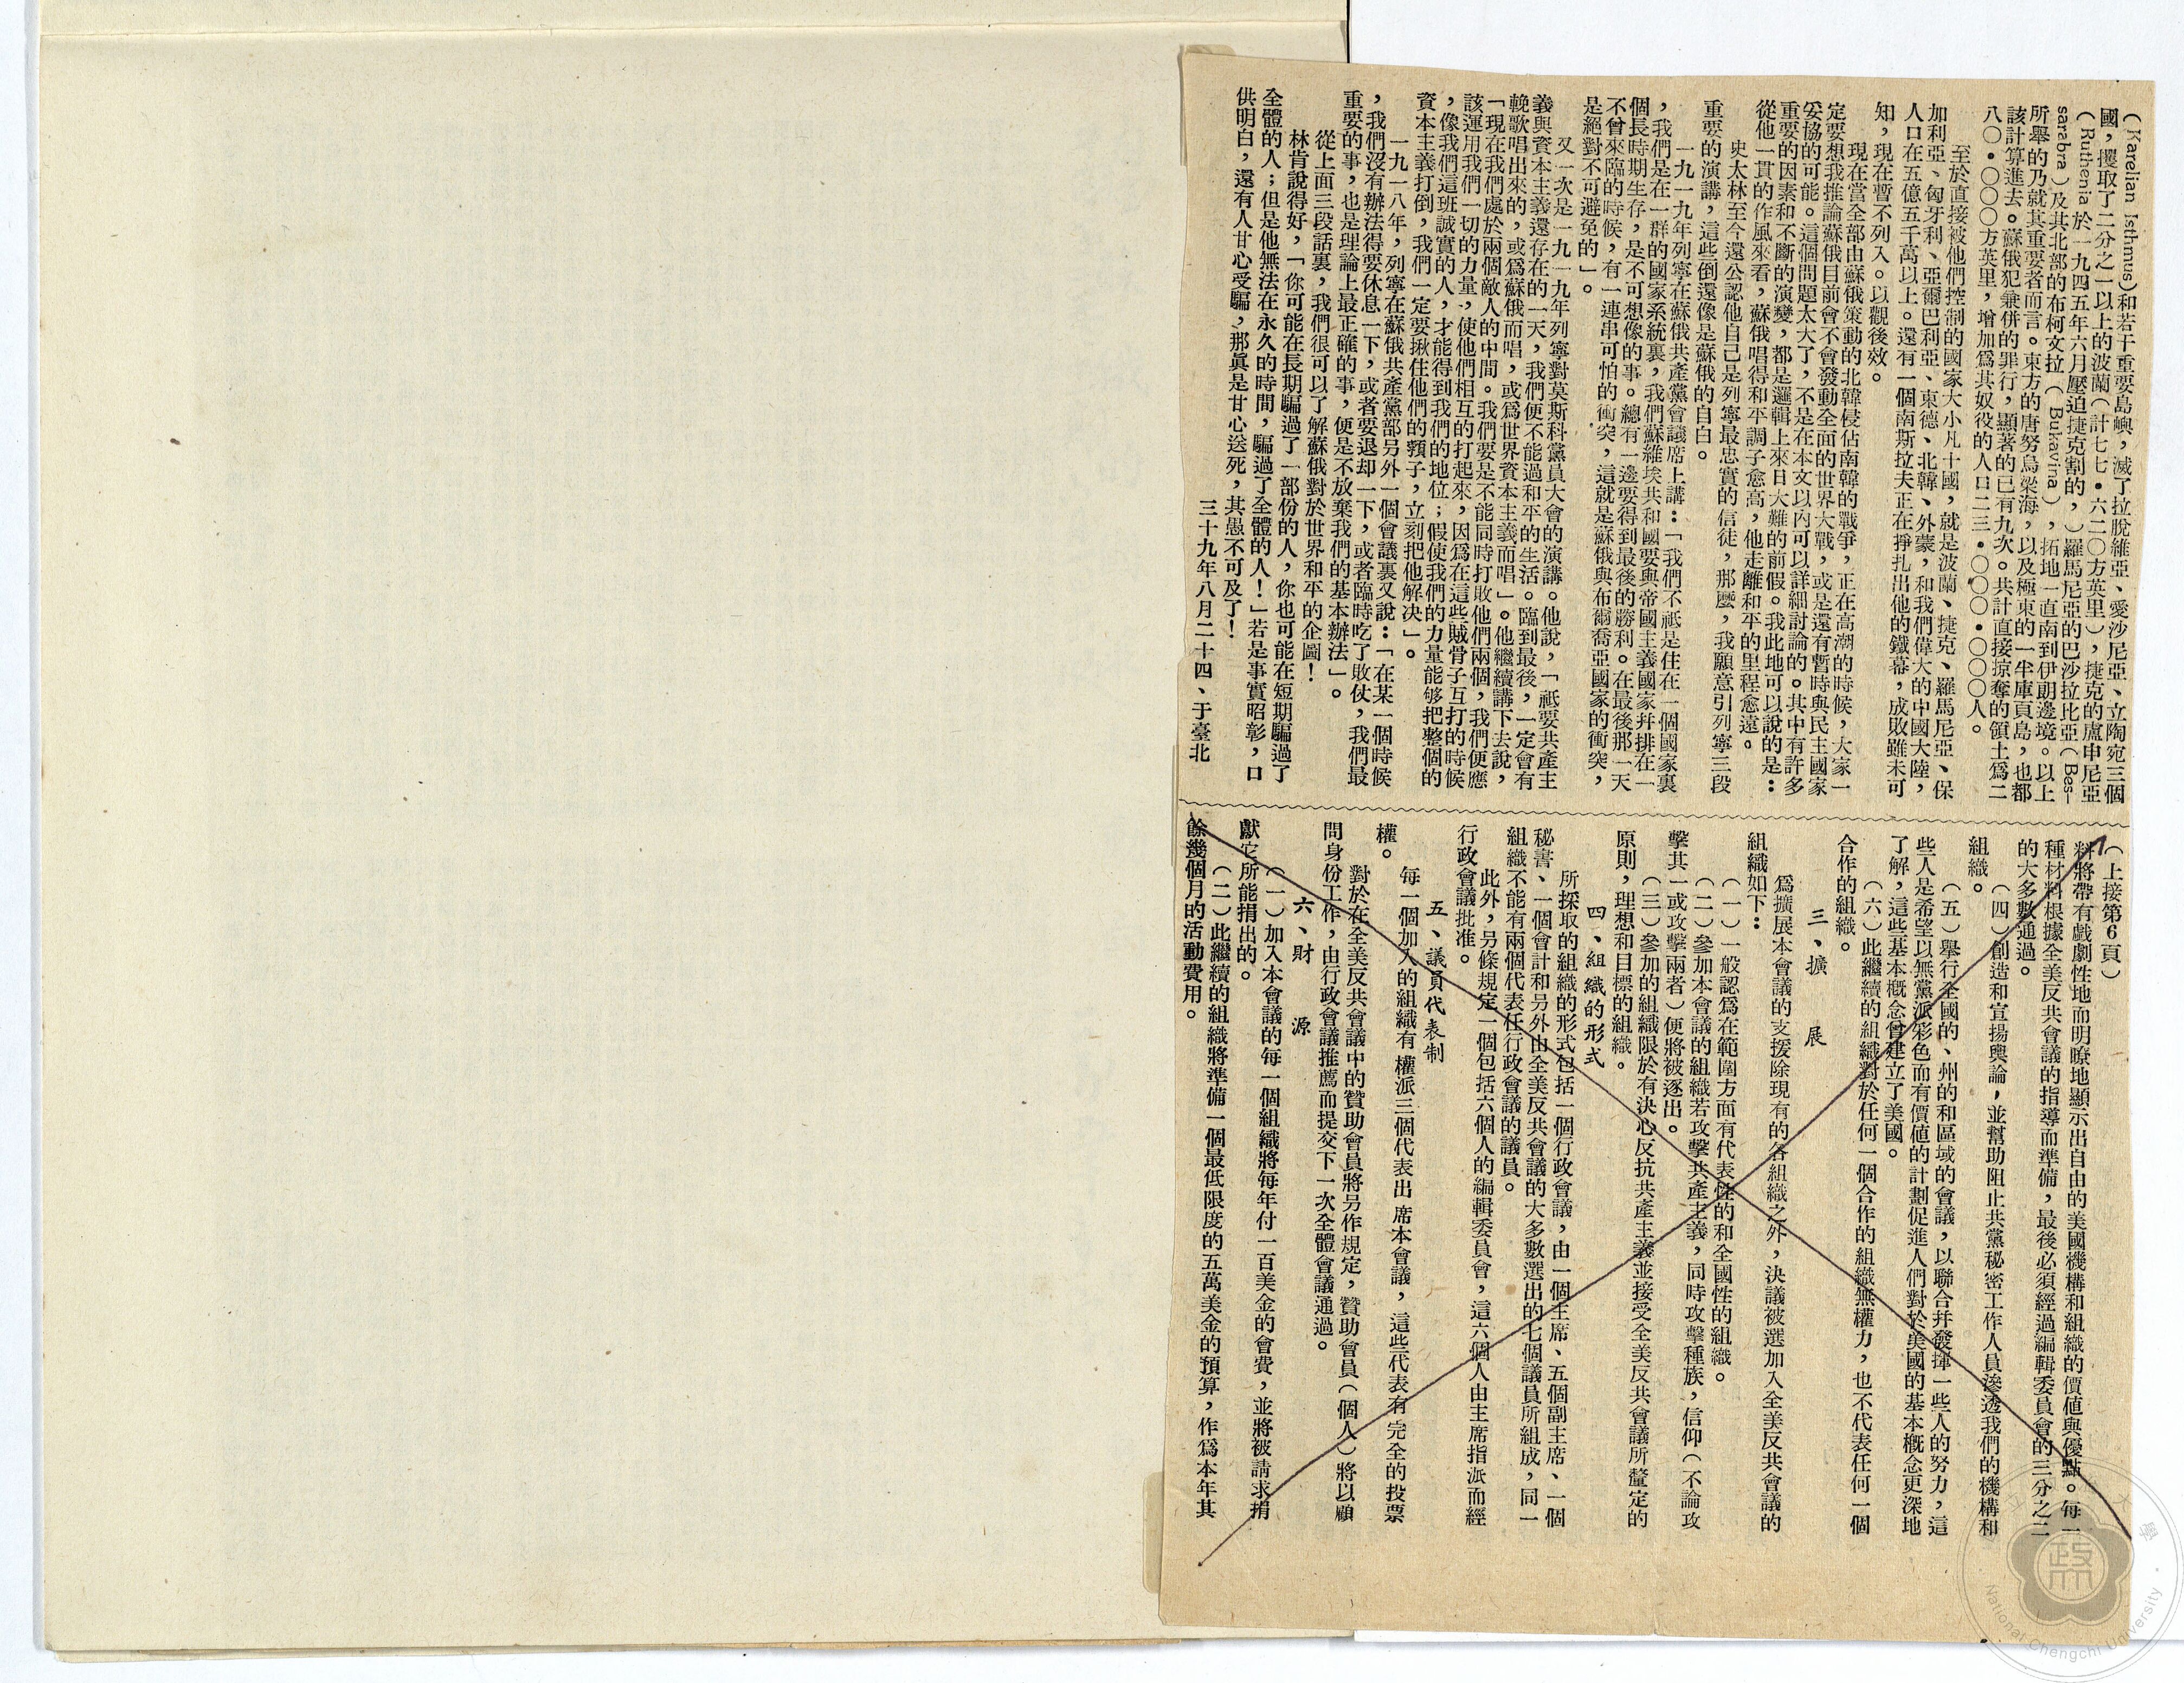 (Karelian Isthmus)和若干重要島嶼,滅了拉脫維亞、愛沙尼亞、立陶宛三個
國,攫取了二分之一以上的波蘭(計七七・六二〇方英里),捷克的盧申尼亞
(Ruthenia 於一九四五年六月壓迫捷克割的,)羅馬尼亞的巴沙拉比亞(Bes-
sarabra)及其北部的布柯文拉(Bukavina),拓地一直南到伊朗邊境。以上
所舉的乃就其重要者而言。東方的唐努烏梁海,以及極東的一半庫頁島,也都
該計算進去。蘇俄犯兼併的罪行,顯著的已有九次。共計直接掠奪的領土爲二
八〇・〇〇〇方英里,增加爲其奴役的人口二三・〇〇〇・〇〇〇人。
至於直接被他們控制的國家大小凡十國,就是波蘭、捷克、羅馬尼亞、保
加利亞、匈牙利、亞爾巴利亞、東德、北韓、外蒙,和我們偉大的中國大陸,
人口在五億五千萬以上。還有一個南斯拉夫正在掙扎出他的鐵幕,成敗雖未可
知,現在暫不列入。以觀後效。
現在當全部由蘇俄策動的北韓侵佔南韓的戰爭,正在高潮的時候,大家一
定要想我推論蘇俄目前會不會發動全面的世界大戰,或是還有暫時與民主國家
妥協的可能。這個問題太大了,不是在本文以內可以詳細討論的。其中有許多
重要的因素和不斷的演變,都是邏輯上來日大難的前假。我此地可以說的是:
從他一貫的作風來看,蘇俄唱得和平調子愈高,他走離和平的里程愈遠。
史太林至今還公認他自己是列寧最忠實的信徒,那麼,我願意引列寧三段
重要的演講,這些倒還像是蘇俄的自白。
一九一九年列寧在蘇俄共產黨會議席上講:「我們不祗是住在一個國家裏
,我們是在一群的國家系統裏,我們蘇維埃共和國要與帝國主義國家幷排在一
個長時期生存,是不可想像的事。總有一邊要得到最後的勝利。在最後那一天
不曾來臨的時候,有一連串可怕的衝突,這就是蘇俄與布爾喬亞國家的衝突,
是絕對不可避免的」。
又一次是一九一九年列寧對莫斯科黨員大會的演講。他說,「祗要共產主
義與資本主義還存在的一天,我們便不能過和平的生活。臨到最後,一定會有
輓歌唱出來的,或爲蘇俄而唱,或爲世界資本主義而唱」。他繼續講下去說,
「現在我們處於兩個敵人的中間。我們要是不能同時打敗他們兩個,我們便應
該運用我們一切的力量,使他們相互的打起來,因爲在這些賊骨子互打的時候
,像我們這班誠實的人,才能得到我們的地位;假使我們的力量能够把整個的
資本主義打倒,我們一定要揪住他們的頸子,立刻把他解决」。
一九一八年,列寧在蘇俄共產黨部另外一個會議裏又說:「在某一個時候
,我們沒有辦法得要休息一下,或者要退却一下,或者臨時吃了敗仗,我們最
重要的事,也是理論上最正確的事,便是不放棄我們的基本辦法」。
從上面三段話裏,我們很可以了解蘇俄對於世界和平的企圖!
林肯說得好,「你可能在長期騙過了一部份的人,你也可能在短期騙過了
全體的人;但是他無法在永久的時間,騙過了全體的人!」若是事實昭彰,口
供明白,還有人甘心受騙,那眞是甘心送死,其愚不可及了!
三十九年八月二十四、于臺北
(上接第6頁)
料將帶有戲劇性地而明瞭地顯示出自由的美國機構和組織的價值與優點。每一
種材料根據全美反共會議的指導而準備,最後必須經過編輯委員會的三分之二
的大多數通過。
(四)創造和宣揚輿論,並幫助阻止共黨秘密工作人員滲透我們的機構和
組織。
(五)舉行全國的、州的和區域的會議,以聯合幷發揮一些人的努力,這
些人是希望以無黨派彩色而有價値的計劃促進人們對於美國的基本概念更深地
了解,這些基本概念曾建立了美國。
(六)此繼續的組織對於任何一個合作的組織無權力,也不代表任何一個
合作的組織。
三、擴 展
爲擴展本會議的支援除現有的各組織之外,決議被選加入全美反共會議的
組織如下:
(一)一般認爲在範圍方面有代表性的和全國性的組織。
(二)參加本會議的組織若攻擊共產主義,同時攻擊種族,信仰(不論攻
擊其一或攻擊兩者)便將被逐出。
(三)參加的組織限於有決心反抗共產主義並接受全美反共會議所釐定的
原則,理想和目標的組織。
四、組織的形式
所採取的組織的形式包括一個行政會議,由一個主席、五個副主席、一個
秘書、一個會計和另外由全美反共會議的大多數選出的七個議員所組成,同一
組織不能有兩個代表任行政會議的議員。
此外,另條規定一個包括六個人的編輯委員會,這六個人由主席指派而經
行政會議批准。
五、議員代表制
每一個加入的組織有權派三個代表出席本會議,這些代表有完全的投票
權。
對於在全美反共會議中的贊助會員將另作規定,贊助會員(個人)將以顧
問身份工作,由行政會議推薦而提交下一次全體會議通過。
六、財 源
(一)加入本會議的每一個組織將每年付一百美金的會費,並將被請求捐
獻它所能捐出的。
(二)此繼續的組織將準備一個最低限度的五萬美金的預算,作爲本年其
餘幾個月的活動費用。
National Chengchi University